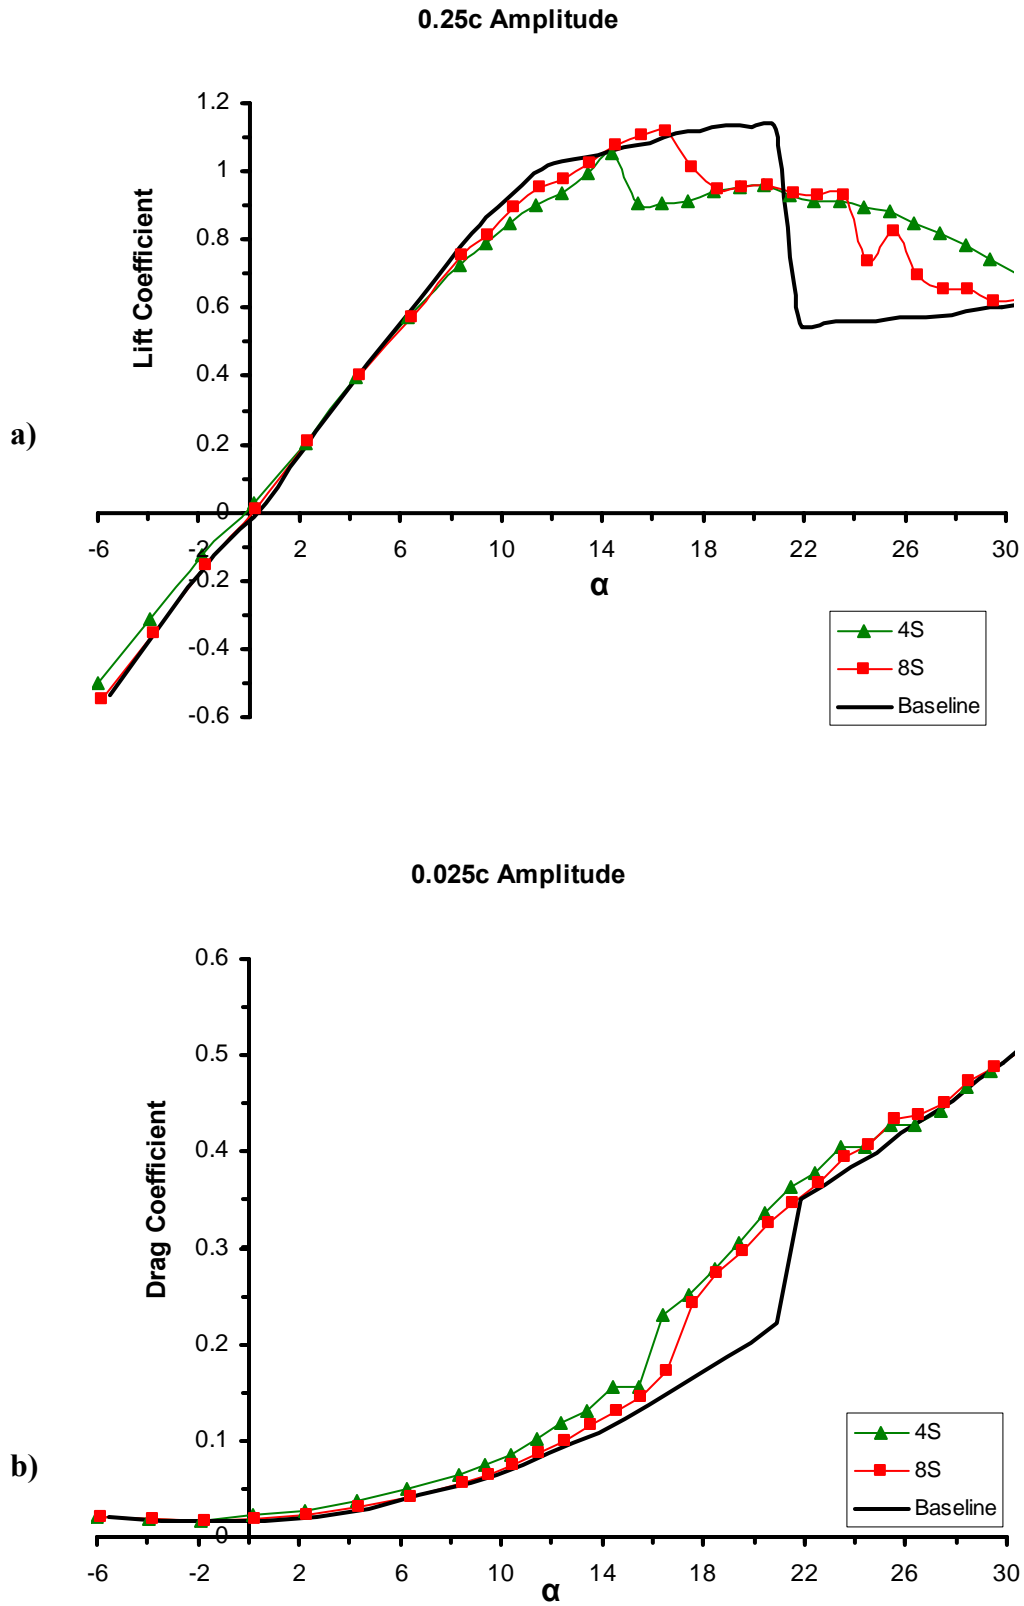 0.25c Amplitude
1.2
1
0.8
0.6
0.4
0.2
0
-0.2
-0.4
-0.6
Lift Coefficient
a)
-6 -2 2 6 10 14 18 22 26 30
α
4S
8S
Baseline
0.025c Amplitude
0.6
0.5
0.4
0.3
0.2
0.1
0
Drag Coefficient
b)
4S
8S
Baseline
-6 -2 2 6 10 14 18 22 26 30
α